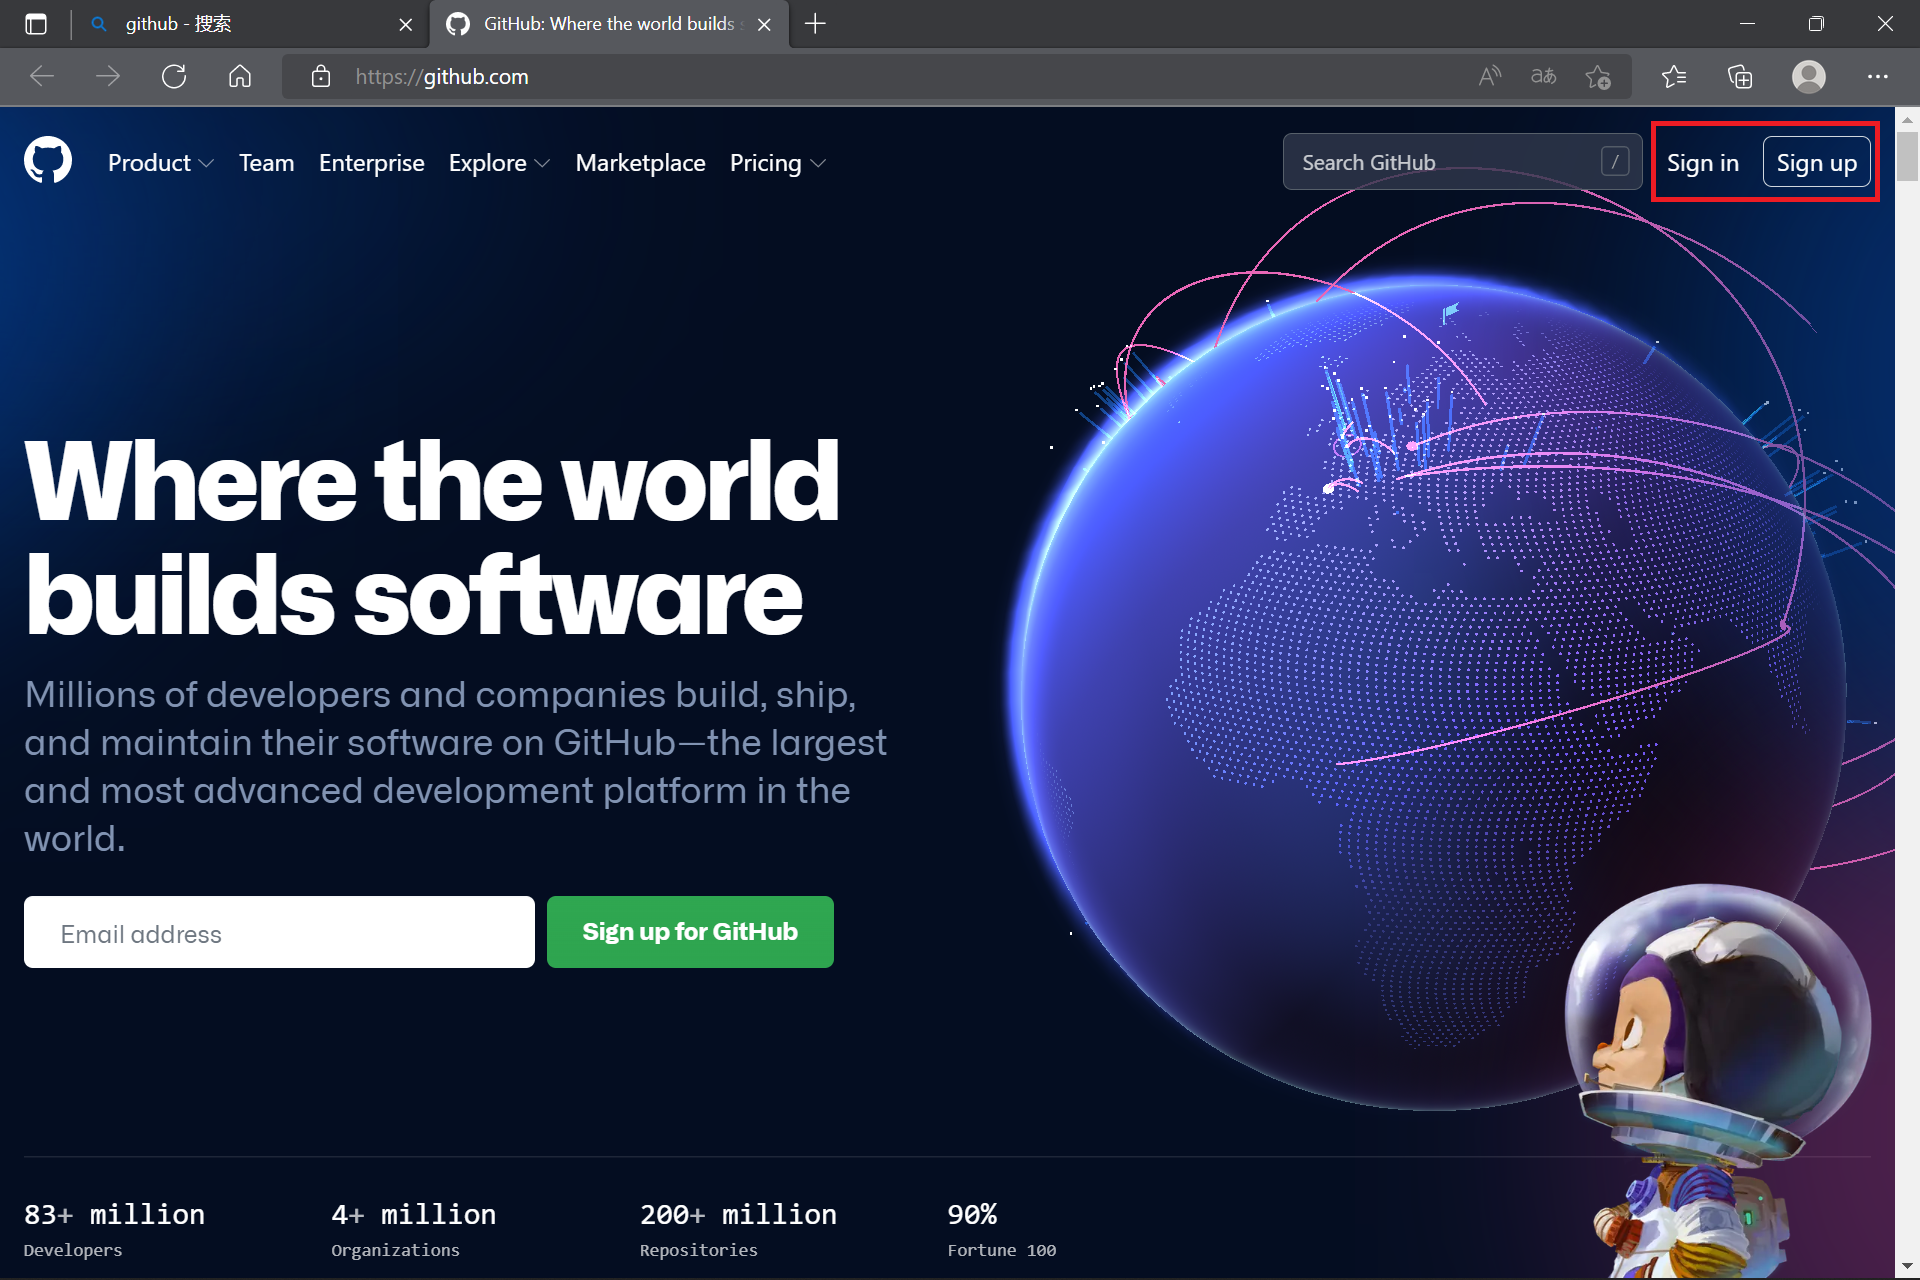 github - 搜索
GitHub: Where the world builds
https://github.com
Product Team Enterprise Explore Marketplace Pricing
Search GitHub /
Sign in Sign up
Where the world
builds software
Millions of developers and companies build, ship,
and maintain their software on GitHub—the largest
and most advanced development platform in the
world.
Email address
Sign up for GitHub
83+ million 4+ million 200+ million 90%
Developers Organizations Repositories Fortune 100